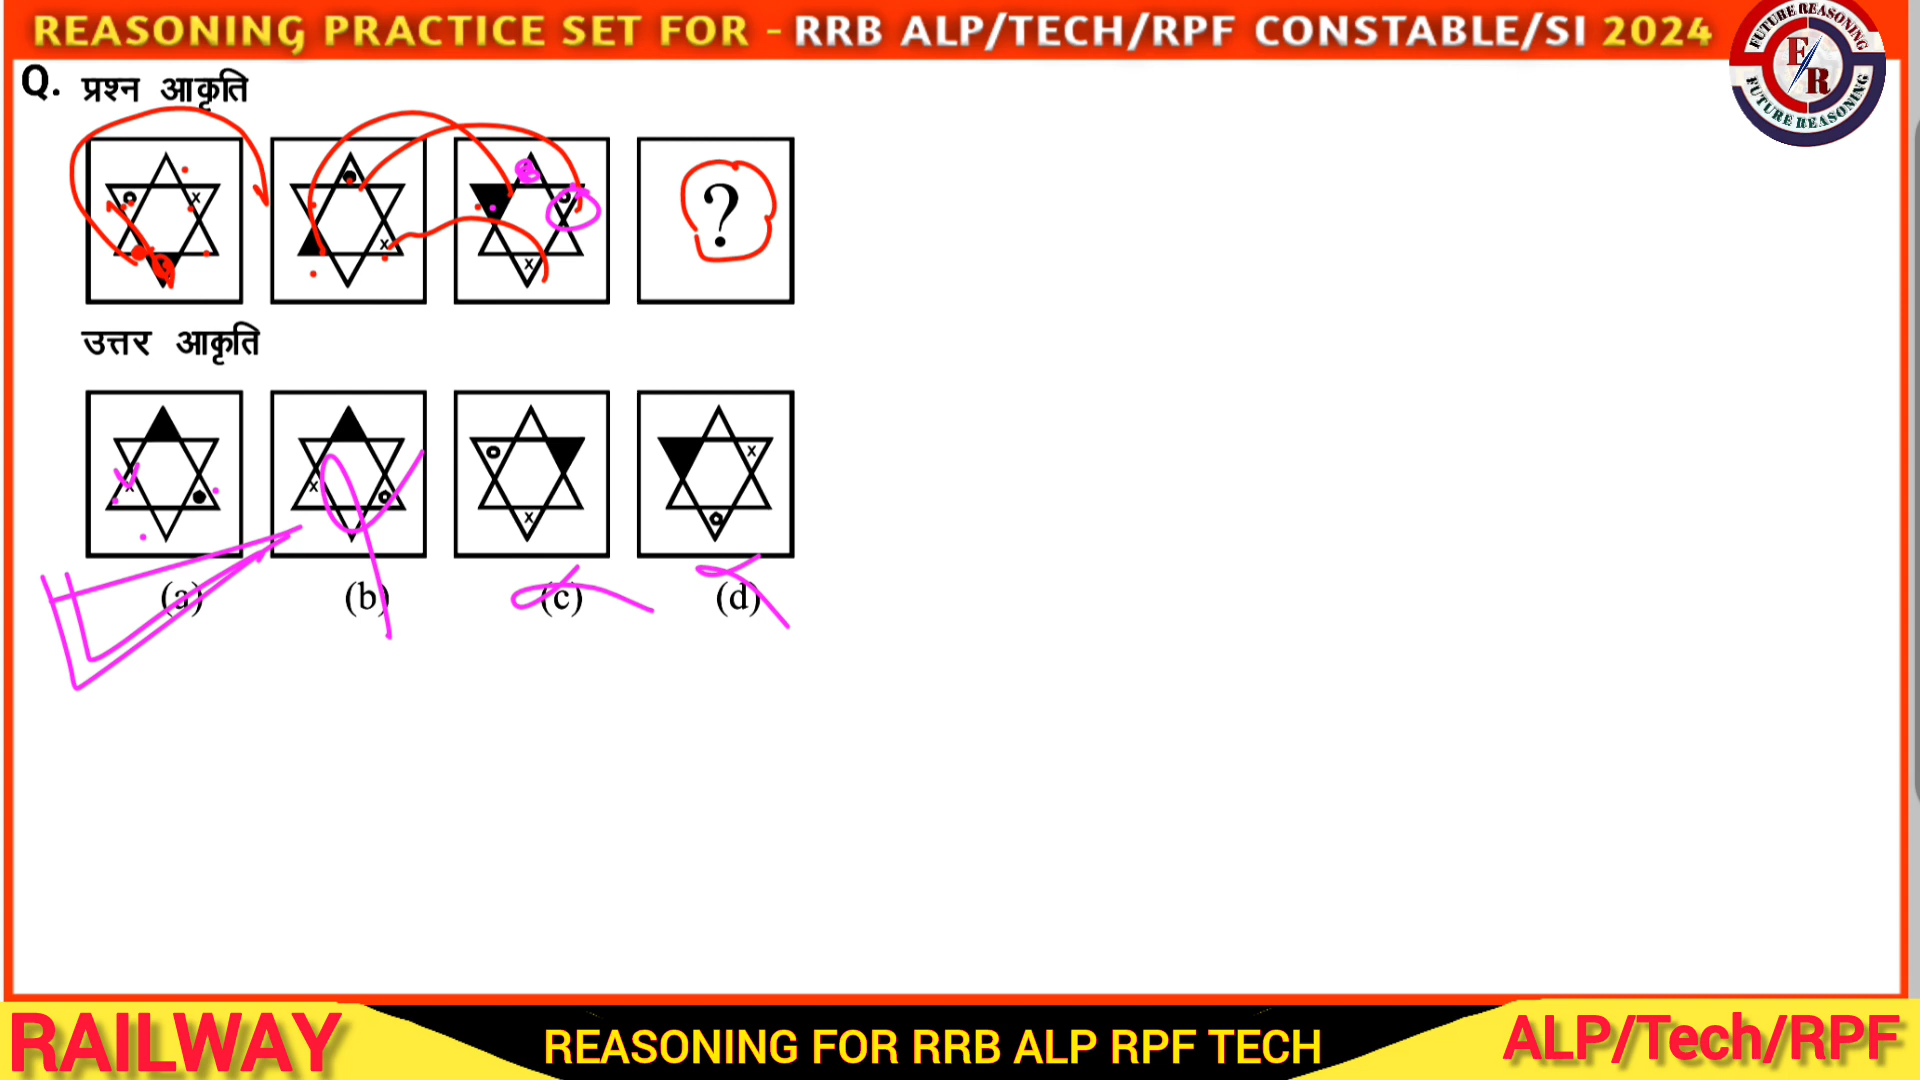 REASONING PRACTICE SET FOR - RRB ALP/TECH/RPF CONSTABLE/SI 2024
FUTURE REASONING
E R
FUTURE REASONING
Q. प्रश्न आकृति
x x x ?
उत्तर आकृति
x x x x
(a) (b) (c) (d)
RAILWAY REASONING FOR RRB ALP RPF TECH ALP/Tech/RPF